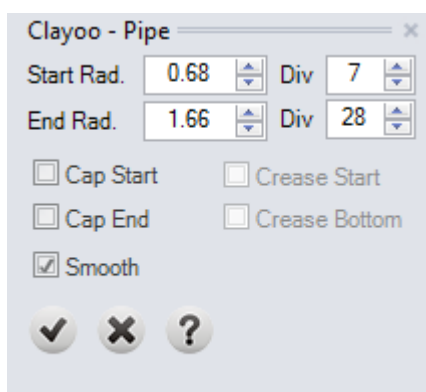 Clayoo - Pipe
Start Rad. 0.68 Div 7
End Rad. 1.66 Div 28
Cap Start Crease Start
Cap End Crease Bottom
Smooth
?